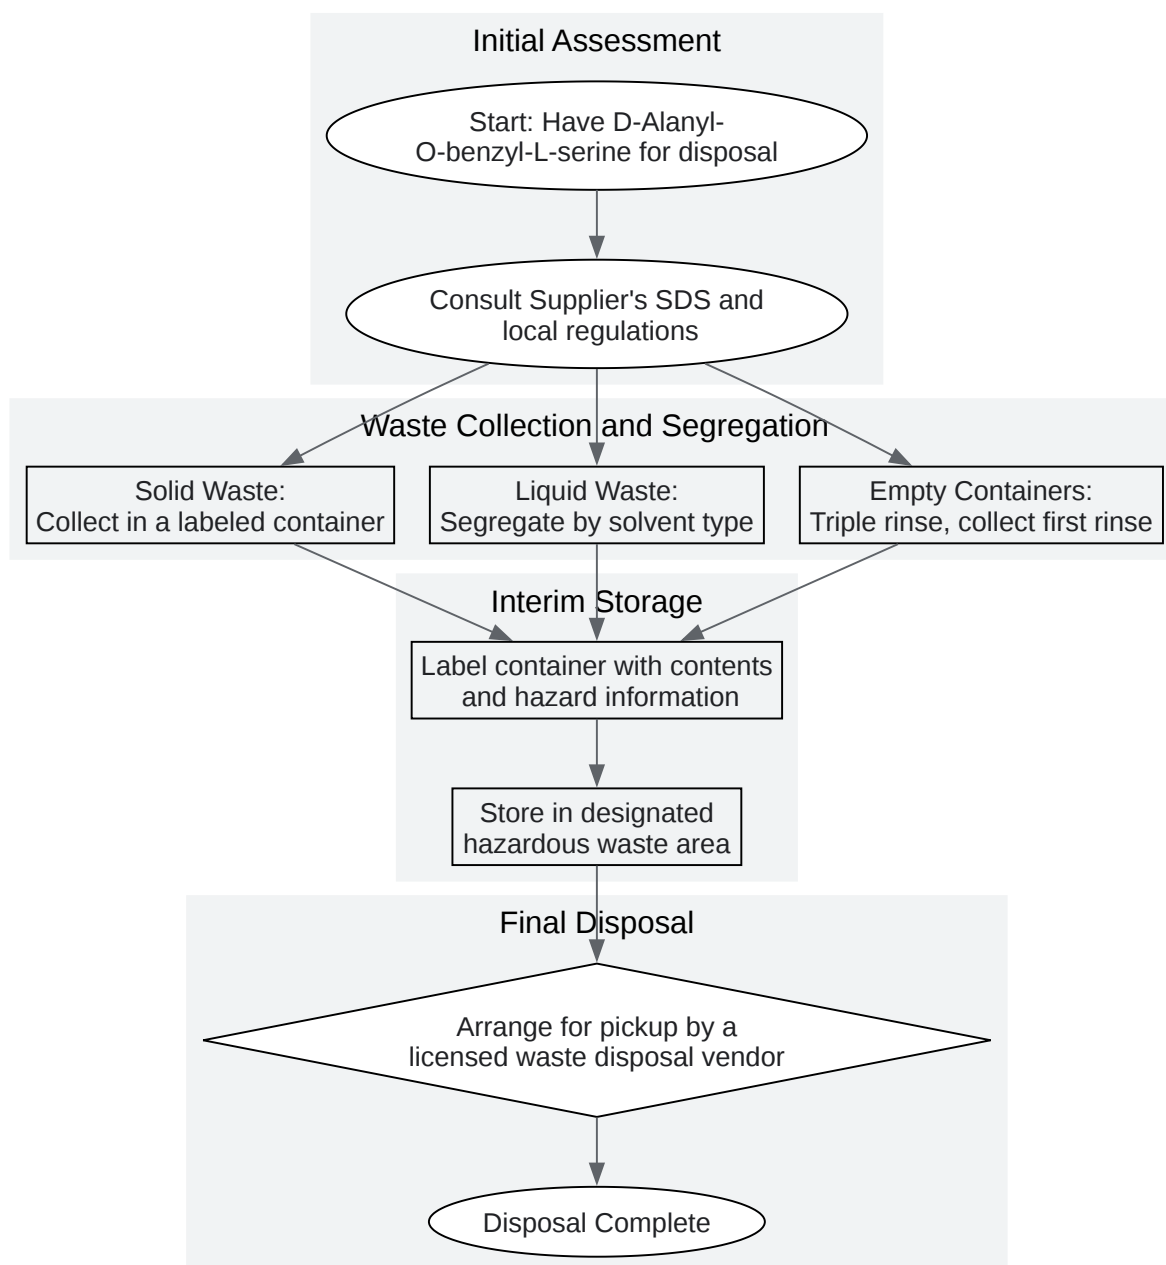 Initial Assessment
Start: Have D-Alanyl-
O-benzyl-L-serine for disposal
Consult Supplier's SDS and
local regulations
Waste Collection and Segregation
Solid Waste:
Collect in a labeled container
Liquid Waste:
Segregate by solvent type
Empty Containers:
Triple rinse, collect first rinse
Interim Storage
Label container with contents
and hazard information
Store in designated
hazardous waste area
Final Disposal
Arrange for pickup by a
licensed waste disposal vendor
Disposal Complete